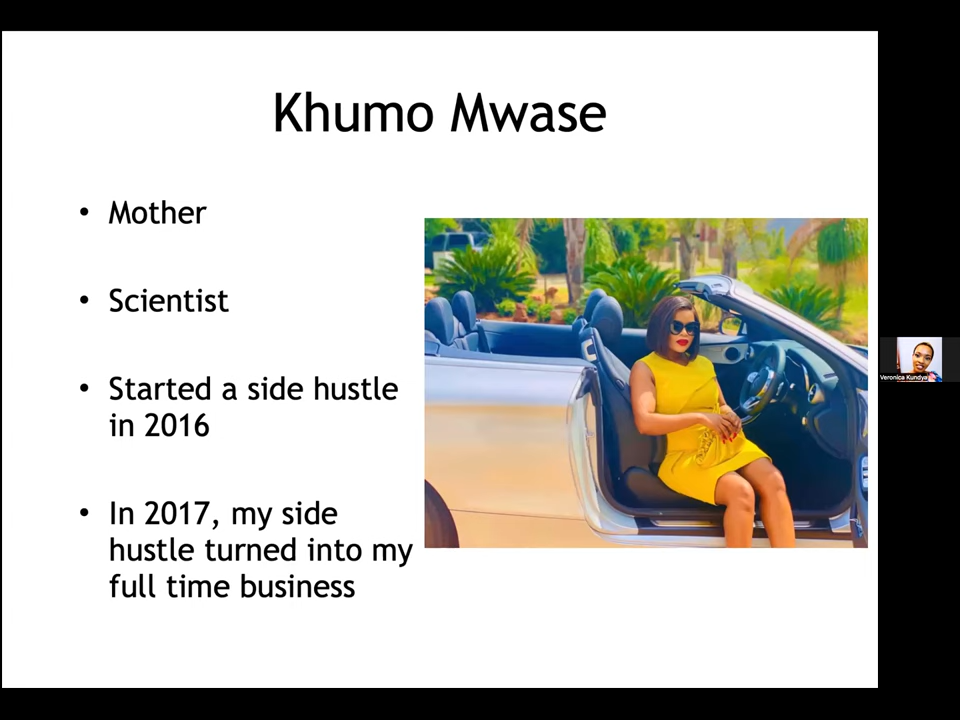 Khumo Mwase
• Mother
• Scientist
• Started a side hustle
in 2016
• In 2017, my side
hustle turned into my
full time business
Veronica Kundya